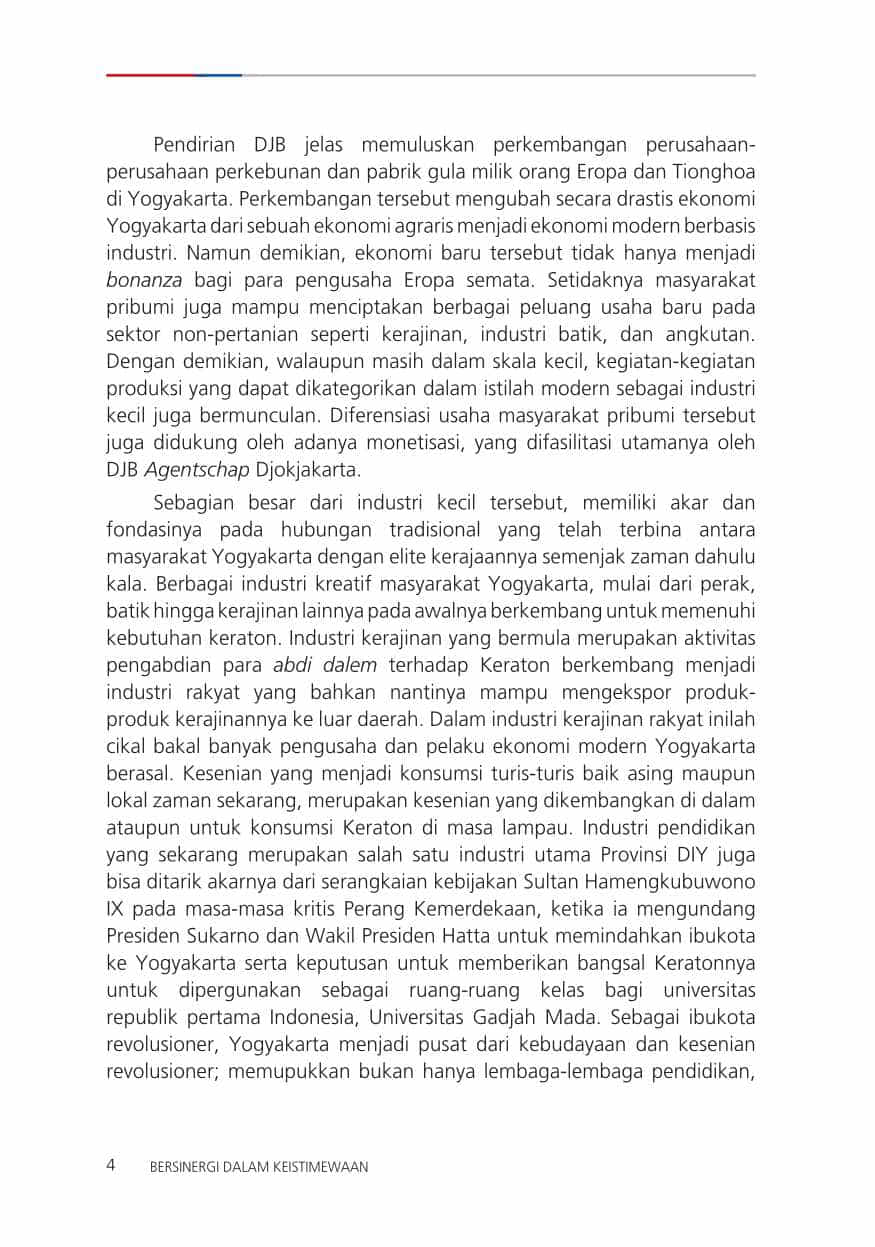 Pendirian DJB jelas memuluskan perkembangan perusahaan-
perusahaan perkebunan dan pabrik gula milik orang Eropa dan Tionghoa
di Yogyakarta. Perkembangan tersebut mengubah secara drastis ekonomi
Yogyakarta dari sebuah ekonomi agraris menjadi ekonomi modern berbasis
industri. Namun demikian, ekonomi baru tersebut tidak hanya menjadi
bonanza bagi para pengusaha Eropa semata. Setidaknya masyarakat
pribumi juga mampu menciptakan berbagai peluang usaha baru pada
sektor non-pertanian seperti kerajinan, industri batik, dan angkutan.
Dengan demikian, walaupun masih dalam skala kecil, kegiatan-kegiatan
produksi yang dapat dikategorikan dalam istilah modern sebagai industri
kecil juga bermunculan. Diferensiasi usaha masyarakat pribumi tersebut
juga didukung oleh adanya monetisasi, yang difasilitasi utamanya oleh
DJB Agentschap Djokjakarta.
Sebagian besar dari industri kecil tersebut, memiliki akar dan
fondasinya pada hubungan tradisional yang telah terbina antara
masyarakat Yogyakarta dengan elite kerajaannya semenjak zaman dahulu
kala. Berbagai industri kreatif masyarakat Yogyakarta, mulai dari perak,
batik hingga kerajinan lainnya pada awalnya berkembang untuk memenuhi
kebutuhan keraton. Industri kerajinan yang bermula merupakan aktivitas
pengabdian para abdi dalem terhadap Keraton berkembang menjadi
industri rakyat yang bahkan nantinya mampu mengekspor produk-
produk kerajinannya ke luar daerah. Dalam industri kerajinan rakyat inilah
cikal bakal banyak pengusaha dan pelaku ekonomi modern Yogyakarta
berasal. Kesenian yang menjadi konsumsi turis-turis baik asing maupun
lokal zaman sekarang, merupakan kesenian yang dikembangkan di dalam
ataupun untuk konsumsi Keraton di masa lampau. Industri pendidikan
yang sekarang merupakan salah satu industri utama Provinsi DIY juga
bisa ditarik akarnya dari serangkaian kebijakan Sultan Hamengkubuwono
IX pada masa-masa kritis Perang Kemerdekaan, ketika ia mengundang
Presiden Sukarno dan Wakil Presiden Hatta untuk memindahkan ibukota
ke Yogyakarta serta keputusan untuk memberikan bangsal Keratonnya
untuk dipergunakan sebagai ruang-ruang kelas bagi universitas
republik pertama Indonesia, Universitas Gadjah Mada. Sebagai ibukota
revolusioner, Yogyakarta menjadi pusat dari kebudayaan dan kesenian
revolusioner; memupukkan bukan hanya lembaga-lembaga pendidikan,
4 BERSINERGI DALAM KEISTIMEWAAN